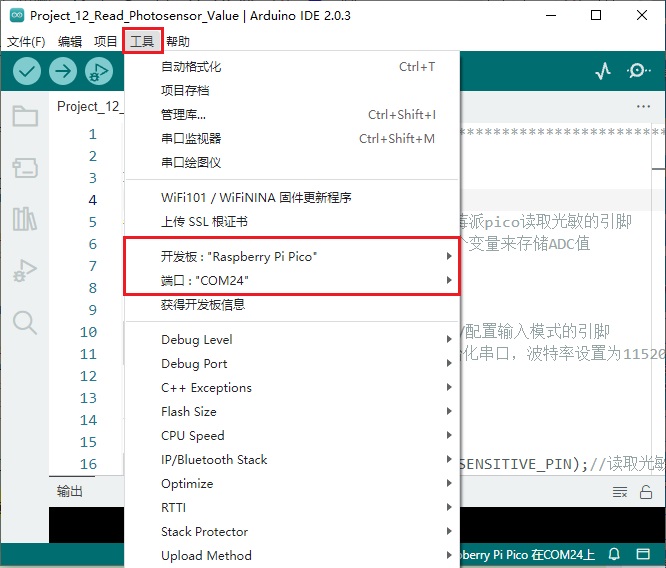 Project_12_Read_Photosensor_Value | Arduino IDE 2.0.3
文件(F) 编辑 项目 工具 帮助
Project_12_
自动格式化 Ctrl+T
项目存档
管理库... Ctrl+Shift+I
串口监视器 Ctrl+Shift+M
串口绘图仪
WiFi101 / WiFiNINA 固件更新程序
上传 SSL 根证书
开发板 : "Raspberry Pi Pico"
端口 : "COM24"
获得开发板信息
Debug Level
Debug Port
C++ Exceptions
Flash Size
CPU Speed
IP/Bluetooth Stack
Optimize
RTTI
Stack Protector
Upload Method
1 **************************
2
3
4
5 莓派pico读取光敏的引脚
6 个变量来存储ADC值
7
8
9
10 /配置输入模式的引脚
11 化串口，波特率设置为11520
12
13
14
15
16 SENSITIVE_PIN);//读取光敏
输出
berry Pi Pico 在COM24上